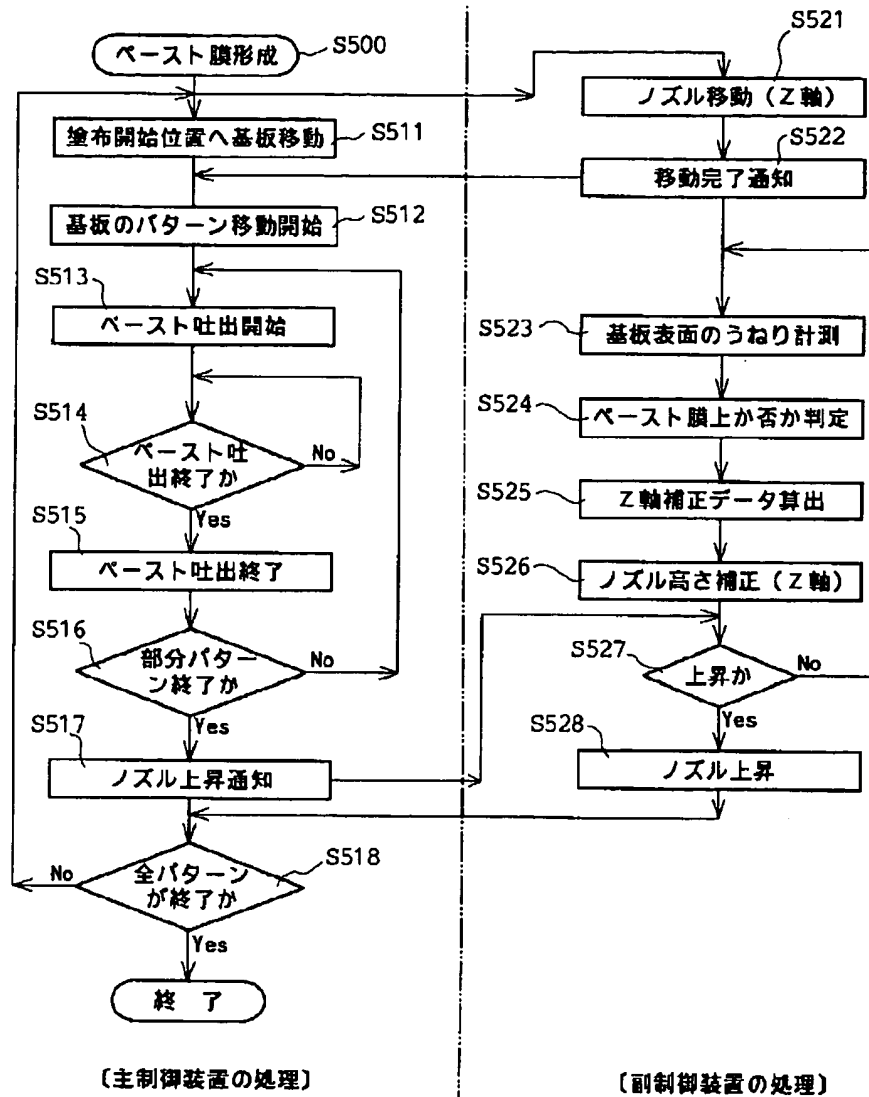 S500
ペースト膜形成
S511
塗布開始位置へ基板移動
S512
基板のパターン移動開始
S513
ペースト吐出開始
S514
ペースト吐
出終了か
No
Yes
S515
ペースト吐出終了
S516
部分パター
ン終了か
No
Yes
S517
ノズル上昇通知
S518
全パターン
が終了か
No
Yes
終 了
〔主制御装置の処理〕
S521
ノズル移動（Z軸）
S522
移動完了通知
S523
基板表面のうねり計測
S524
ペースト膜上か否か判定
S525
Z軸補正データ算出
S526
ノズル高さ補正（Z軸）
S527
上昇か
No
Yes
S528
ノズル上昇
〔副制御装置の処理〕